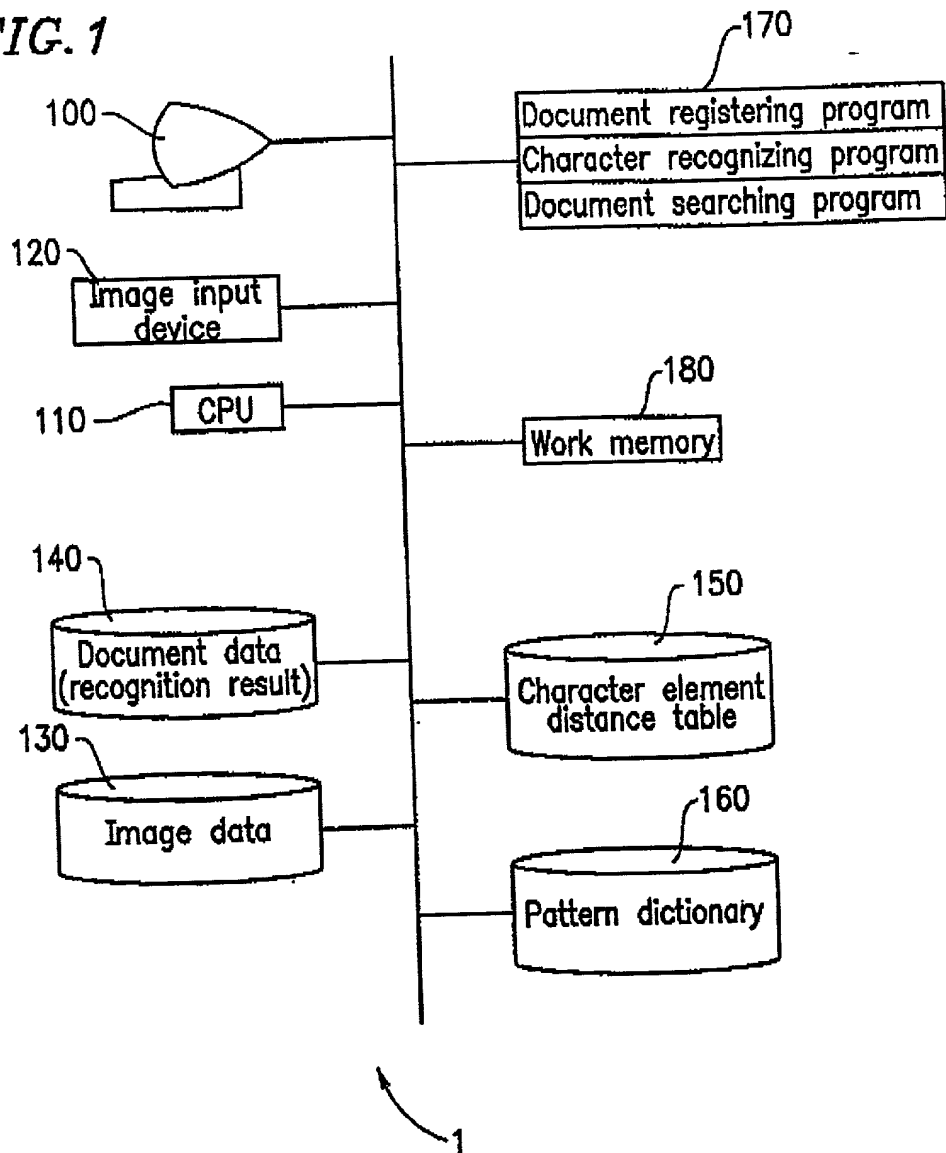 FIG. 1
170
100
Document registering program
Character recognizing program
Document searching program
120
Image input
device
110
CPU
180
Work memory
140
Document data
(recognition result)
150
Character element
distance table
130
Image data
160
Pattern dictionary
1